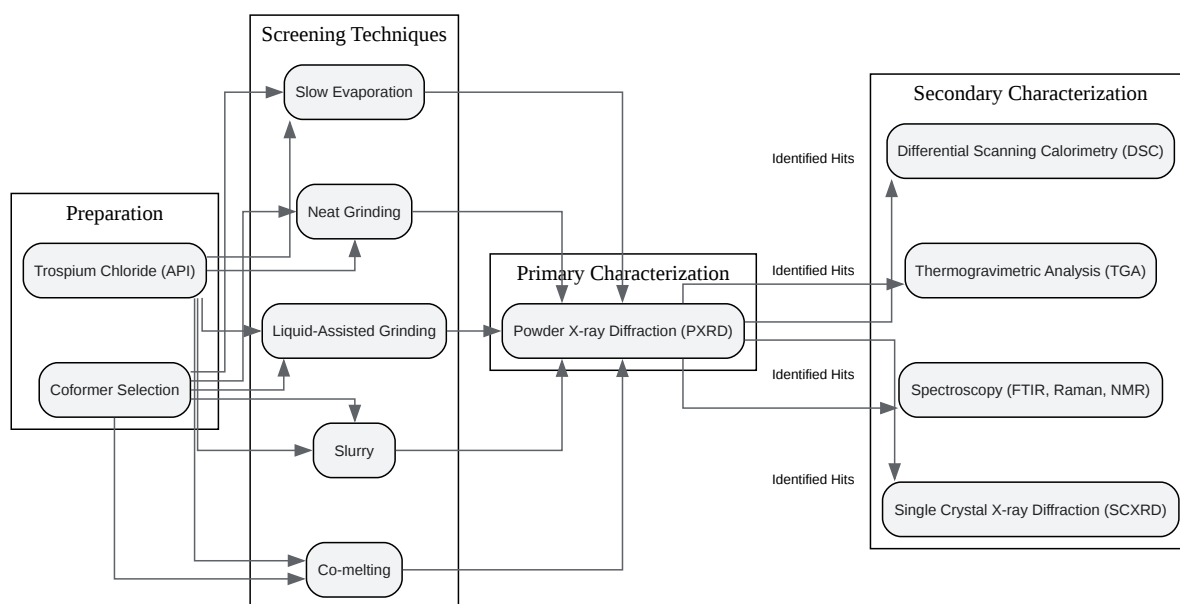 Screening Techniques
Slow Evaporation
Neat Grinding
Liquid-Assisted Grinding
Slurry
Co-melting
Preparation
Trospium Chloride (API)
Coformer Selection
Primary Characterization
Powder X-ray Diffraction (PXRD)
Identified Hits
Identified Hits
Identified Hits
Identified Hits
Secondary Characterization
Differential Scanning Calorimetry (DSC)
Thermogravimetric Analysis (TGA)
Spectroscopy (FTIR, Raman, NMR)
Single Crystal X-ray Diffraction (SCXRD)